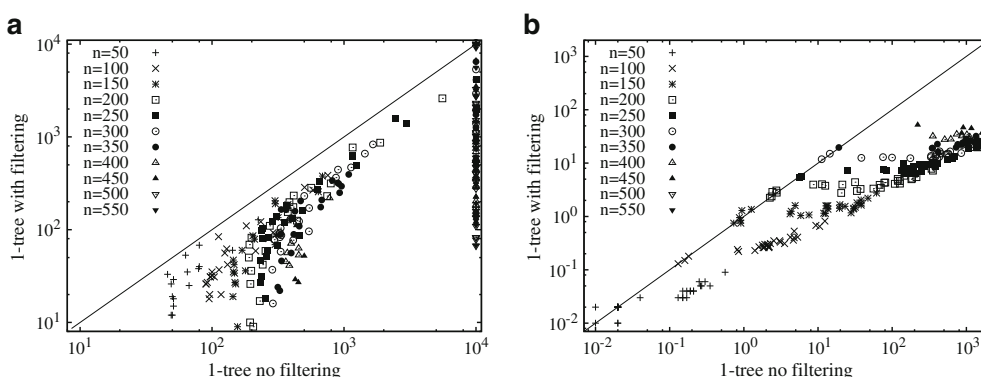 a
10^4
10^3
10^2
10^1
1-tree with filtering
n=50
n=100
n=150
n=200
n=250
n=300
n=350
n=400
n=450
n=500
n=550
10^1
10^2
10^3
10^4
1-tree no filtering
b
10^3
10^2
10^1
10^0
10^-1
10^-2
1-tree with filtering
n=50
n=100
n=150
n=200
n=250
n=300
n=350
n=400
n=450
n=500
n=550
10^-2
10^-1
10^0
10^1
10^2
10^3
1-tree no filtering